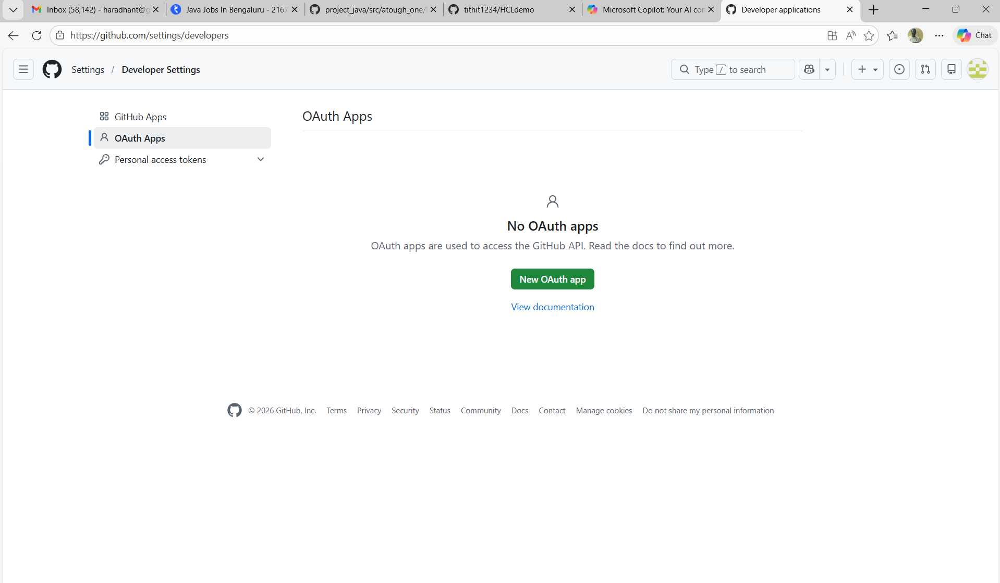 Inbox (58,142) - haradhant@g
Java Jobs In Bengaluru - 2167
project_java/src/atough_one/
tithit1234/HCLdemo
Microsoft Copilot: Your AI con
Developer applications
https://github.com/settings/developers
Chat
Settings / Developer Settings
Type / to search
GitHub Apps
OAuth Apps
Personal access tokens
OAuth Apps
No OAuth apps
OAuth apps are used to access the GitHub API. Read the docs to find out more.
New OAuth app
View documentation
© 2026 GitHub, Inc. Terms Privacy Security Status Community Docs Contact Manage cookies Do not share my personal information